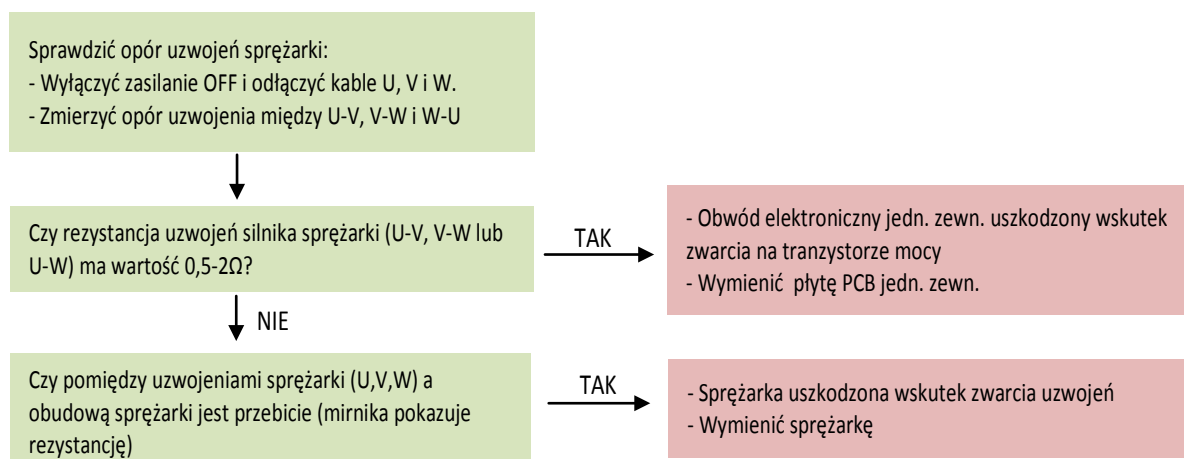 Sprawdzić opór uzwojeń sprężarki:
- Wyłączyć zasilanie OFF i odłączyć kable U, V i W.
- Zmierzyć opór uzwojenia między U-V, V-W i W-U
Czy rezystancja uzwojeń silnika sprężarki (U-V, V-W lub
U-W) ma wartość 0,5-2Ω?
TAK
- Obwód elektroniczny jedn. zewn. uszkodzony wskutek
zwarcia na tranzystorze mocy
- Wymienić płytę PCB jedn. zewn.
NIE
Czy pomiędzy uzwojeniami sprężarki (U,V,W) a
obudową sprężarki jest przebicie (mirnika pokazuje
rezystancję)
TAK
- Sprężarka uszkodzona wskutek zwarcia uzwojeń
- Wymienić sprężarkę